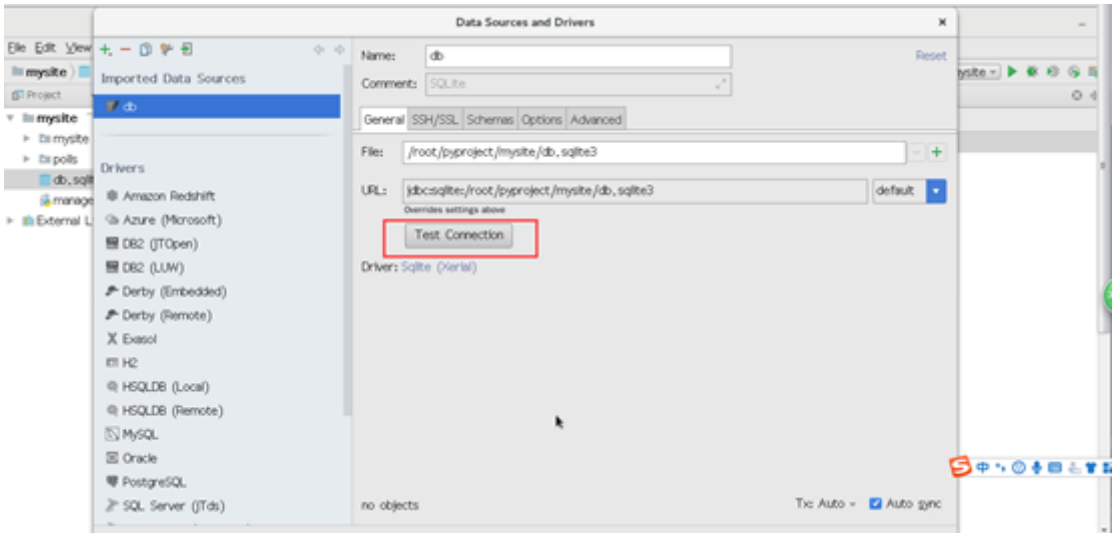 Data Sources and Drivers
File Edit View
mysite
Project
mysite
mysite
polls
db.sqlit
manage
External L
Imported Data Sources
db
Drivers
Amazon Redshift
Azure (Microsoft)
DB2 (JTOpen)
DB2 (LUW)
Derby (Embedded)
Derby (Remote)
Exasol
H2
HSQLDB (Local)
HSQLDB (Remote)
MySQL
Oracle
PostgreSQL
SQL Server (jTds)
Name: db
Reset
Comment: SQLite
General SSH/SSL Schemas Options Advanced
File: /root/pyproject/mysite/db.sqlite3
URL: jdbc:sqlite:/root/pyproject/mysite/db.sqlite3 default
Overrides settings above
Test Connection
Driver: Sqlite (Xerial)
no objects
Tx: Auto
Auto sync
ysite
中